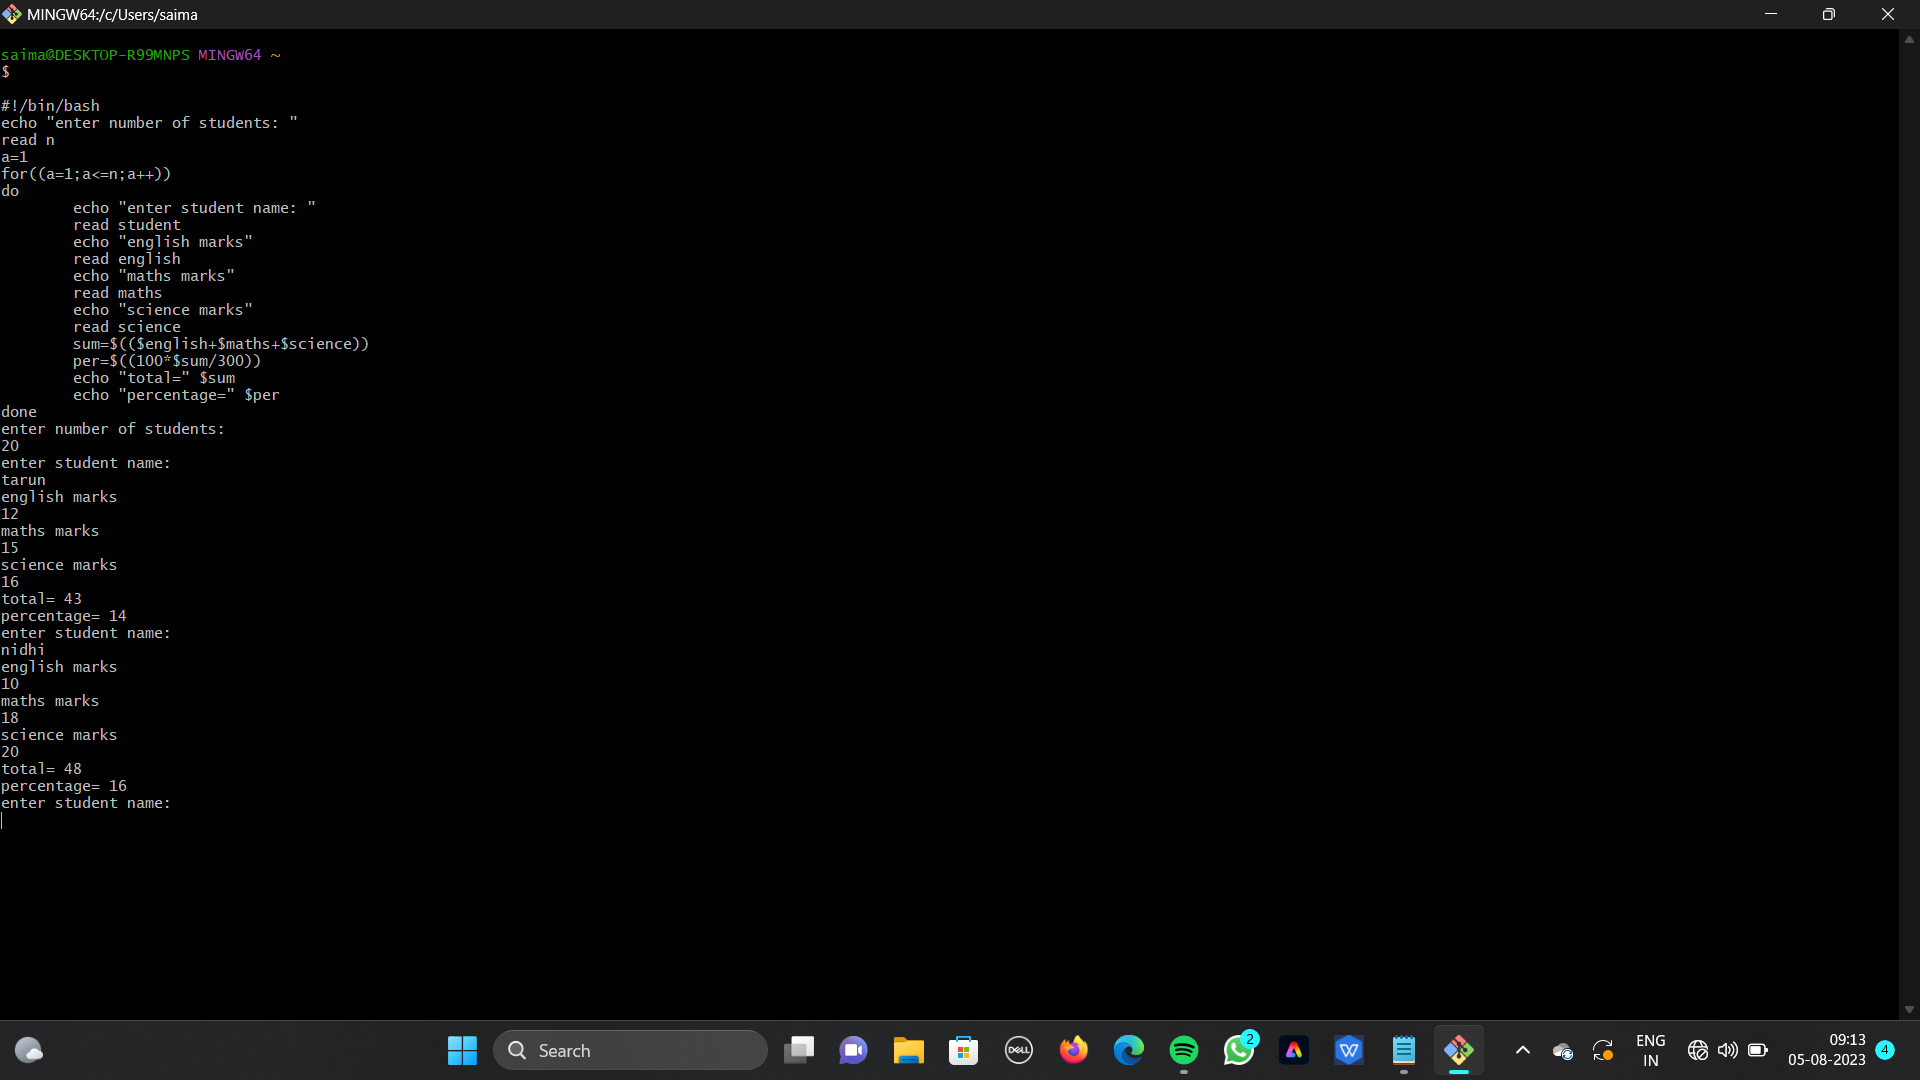 MINGW64:/c/Users/saima
saima@DESKTOP-R99MNPS MINGW64 ~
$
#!/bin/bash
echo "enter number of students: "
read n
a=1
for((a=1;a<=n;a++))
do
        echo "enter student name: "
        read student
        echo "english marks"
        read english
        echo "maths marks"
        read maths
        echo "science marks"
        read science
        sum=$(($english+$maths+$science))
        per=$((100*$sum/300))
        echo "total=" $sum
        echo "percentage=" $per
done
enter number of students:
20
enter student name:
tarun
english marks
12
maths marks
15
science marks
16
total= 43
percentage= 14
enter student name:
nidhi
english marks
10
maths marks
18
science marks
20
total= 48
percentage= 16
enter student name:
Search
DELL
2
W
ENG
IN
09:13
05-08-2023
4